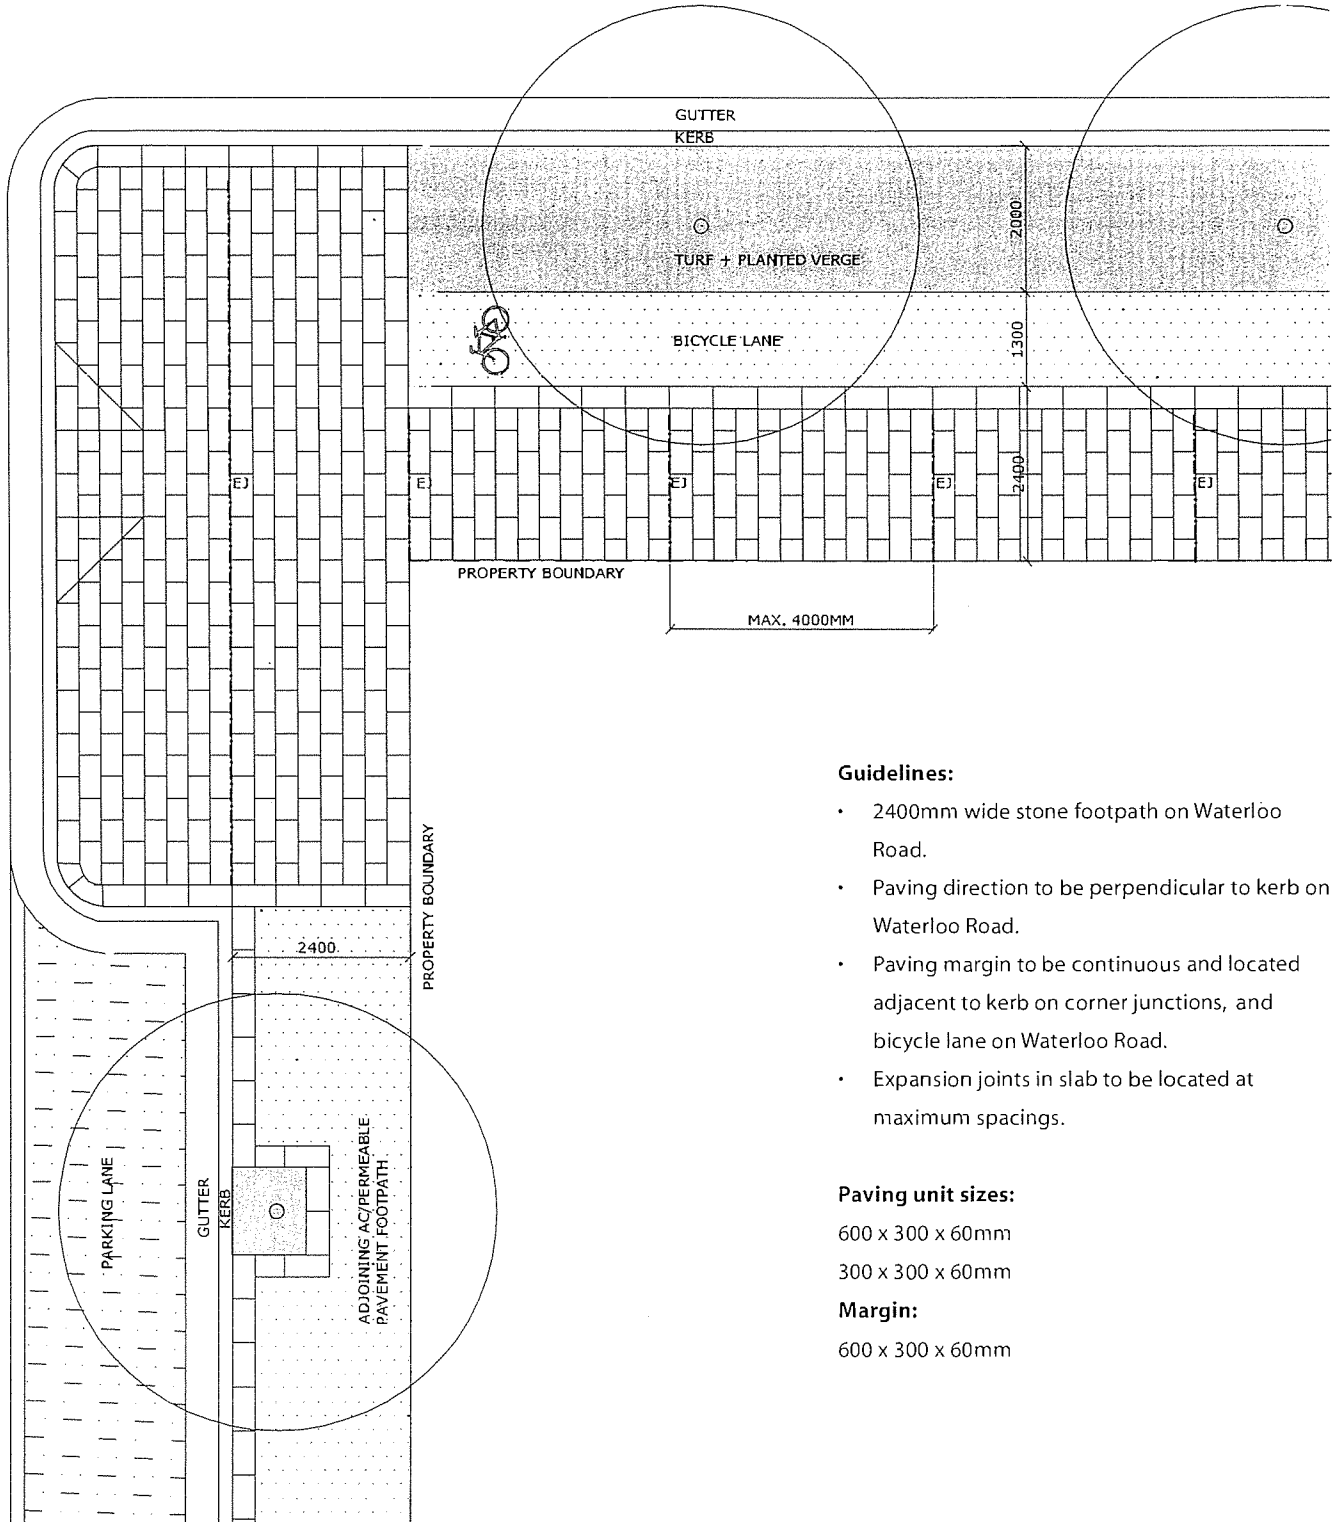 GUTTER
KERB
2000
TURF + PLANTED VERGE
BICYCLE LANE
1300
EJ
EJ
EJ
EJ
EJ
2400
PROPERTY BOUNDARY
MAX. 4000MM
PROPERTY BOUNDARY
2400
PARKING LANE
GUTTER
KERB
ADJOINING AC/PERMEABLE
PAVEMENT FOOTPATH
Guidelines:
• 2400mm wide stone footpath on Waterloo
Road.
• Paving direction to be perpendicular to kerb on
Waterloo Road.
• Paving margin to be continuous and located
adjacent to kerb on corner junctions, and
bicycle lane on Waterloo Road.
• Expansion joints in slab to be located at
maximum spacings.
Paving unit sizes:
600 x 300 x 60mm
300 x 300 x 60mm
Margin:
600 x 300 x 60mm